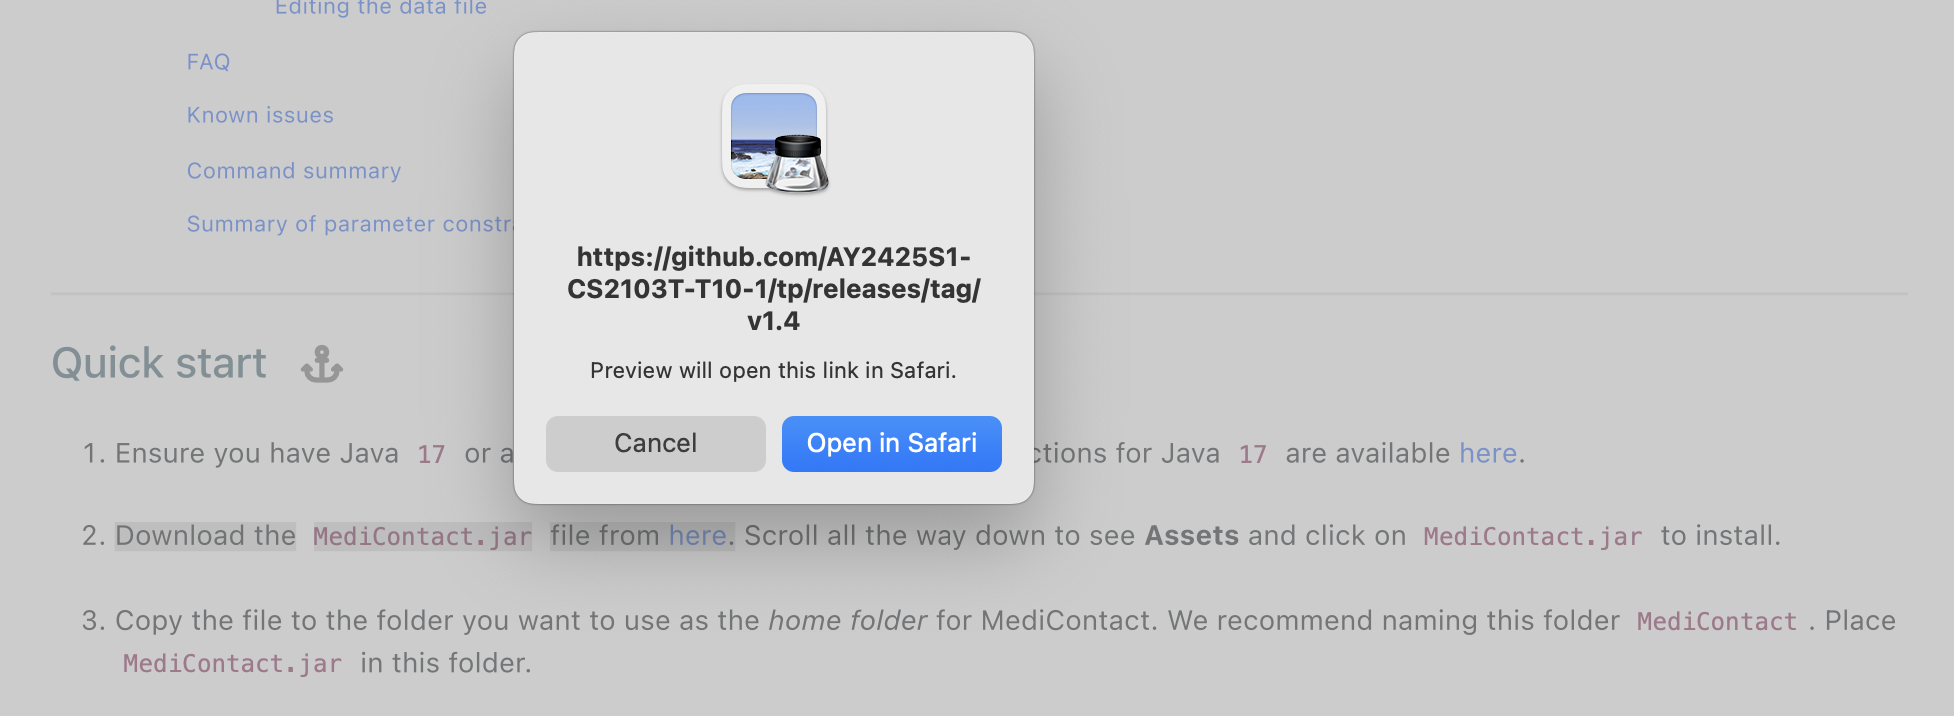 Editing the data file
FAQ
Known issues
Command summary
Summary of parameter
https://github.com/AY2425S1-
CS2103T-T10-1/tp/releases/tag/
v1.4
Preview will open this link in Safari.
Cancel
Open in Safari
Quick start
1. Ensure you have Java 17 or for Java 17 are available here.
2. Download the MediContact.jar file from here. Scroll all the way down to see Assets and click on MediContact.jar to install.
3. Copy the file to the folder you want to use as the home folder for MediContact. We recommend naming this folder MediContact . Place
MediContact.jar in this folder.